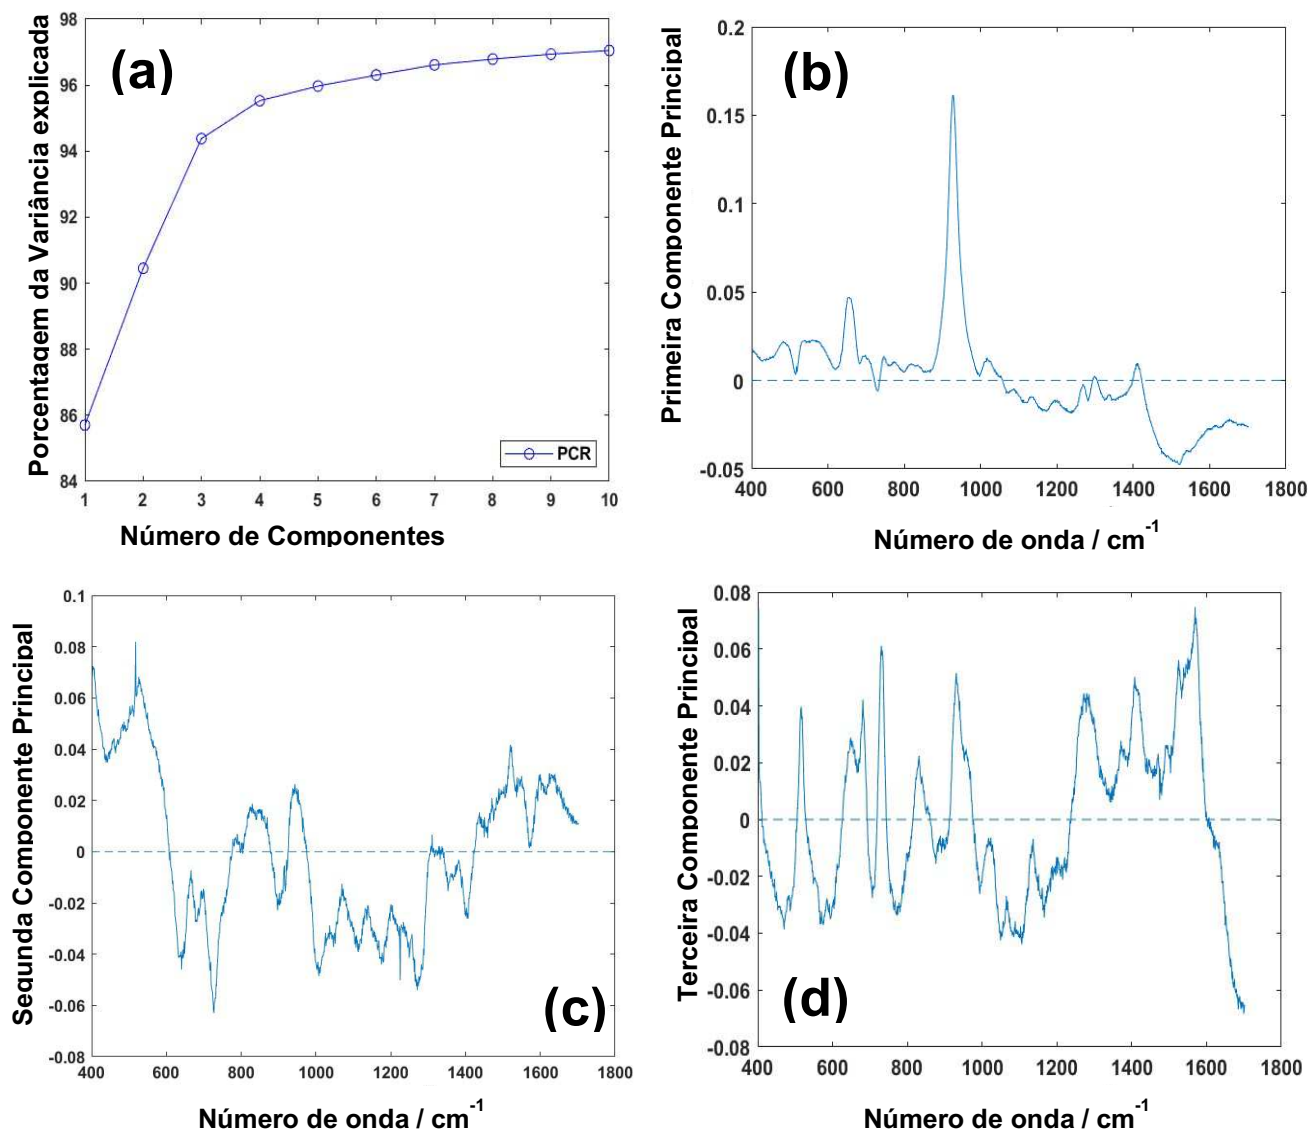 (a)
Porcentagem da Variância explicada
98
96
94
92
90
88
86
84
PCR
1 2 3 4 5 6 7 8 9 10
Número de Componentes
(b)
Primeira Componente Principal
0.2
0.15
0.1
0.05
0
-0.05
400 600 800 1000 1200 1400 1600 1800
Número de onda / cm⁻¹
(c)
Segunda Componente Principal
0.1
0.08
0.06
0.04
0.02
0
-0.02
-0.04
-0.06
-0.08
400 600 800 1000 1200 1400 1600 1800
Número de onda / cm⁻¹
(d)
Terceira Componente Principal
0.08
0.06
0.04
0.02
0
-0.02
-0.04
-0.06
-0.08
400 600 800 1000 1200 1400 1600 1800
Número de onda / cm⁻¹